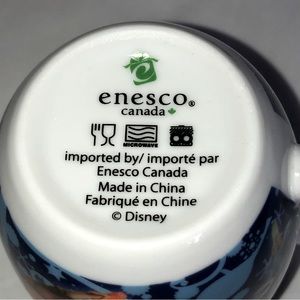 enesco®
canada
MICROWAVE
imported by/ importé par
Enesco Canada
Made in China
Fabriqué en Chine
© Disney